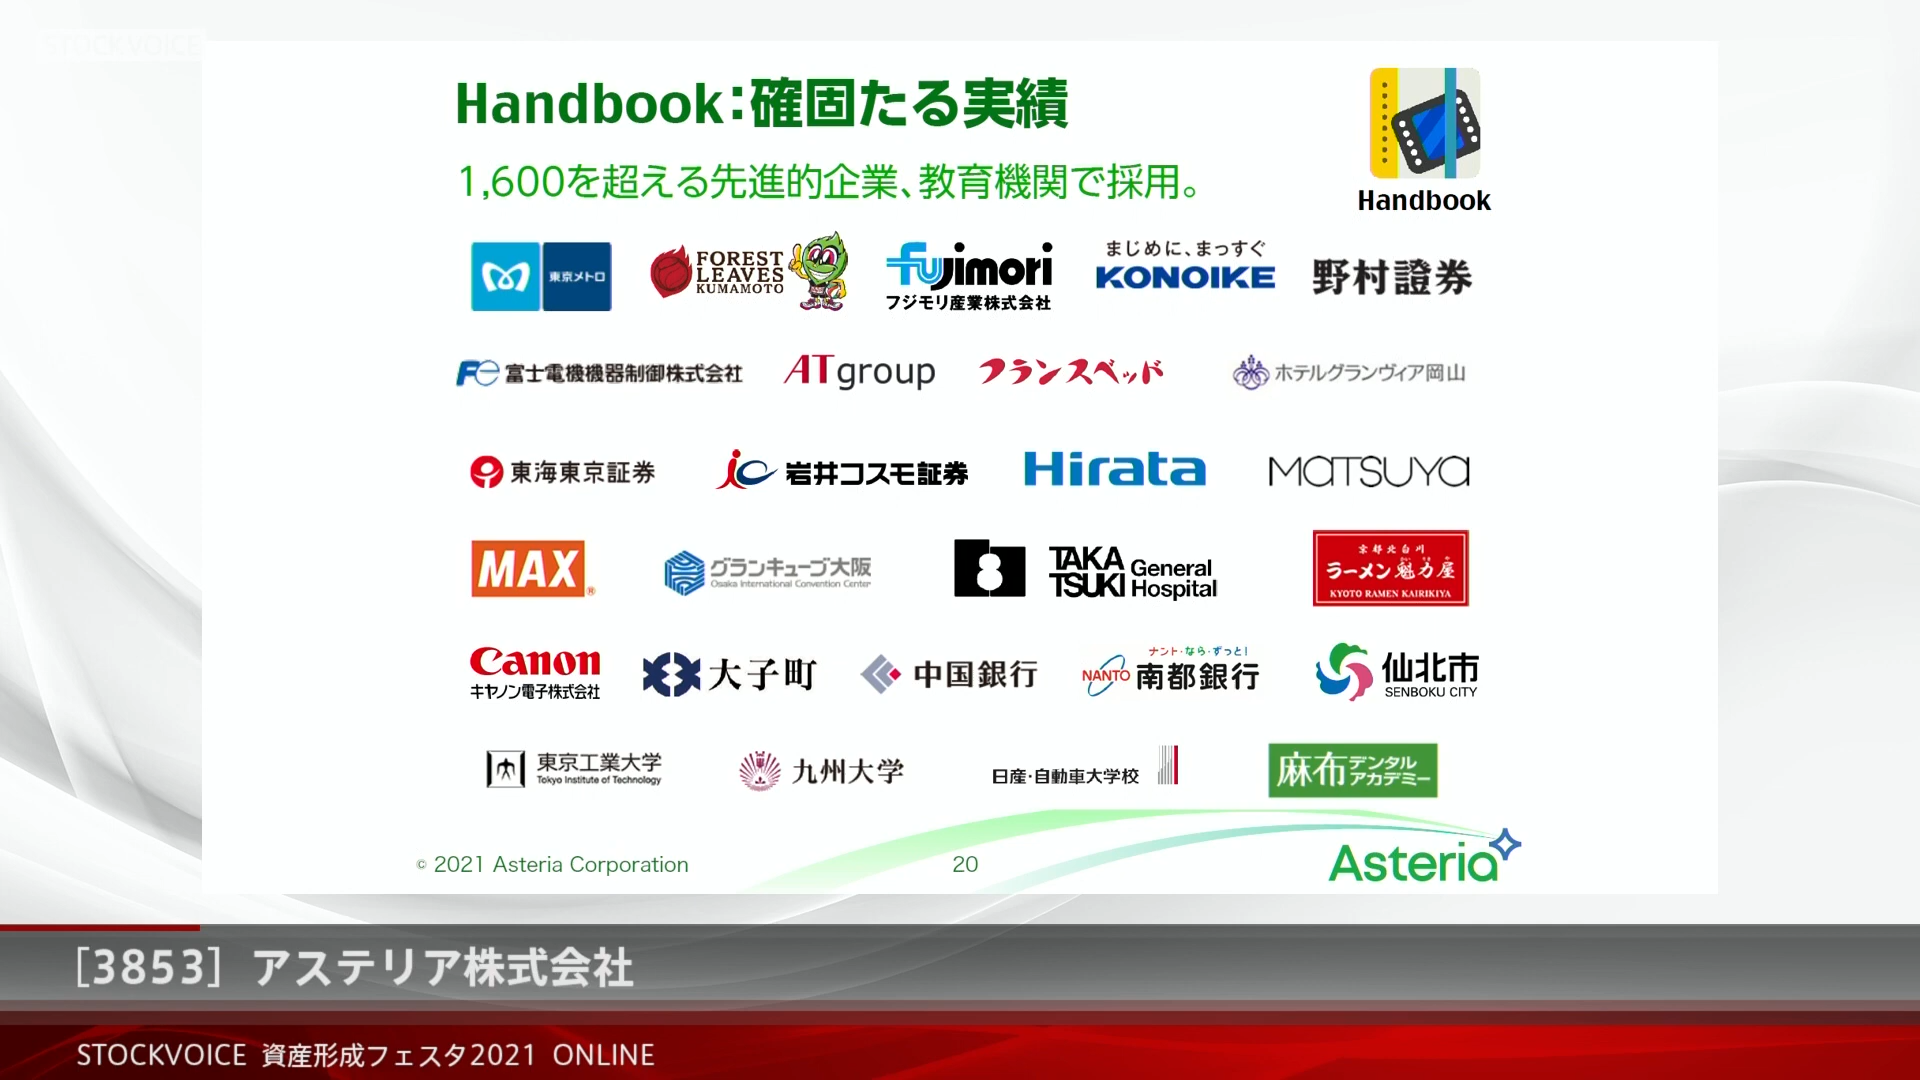 STOCKVOICE
Handbook：確固たる実績
1,600を超える先進的企業、教育機関で採用。
Handbook
東京メトロ
FOREST
LEAVES
KUMAMOTO
Fujimori
フジモリ産業株式会社
まじめに、まっすぐ
KONOIKE
野村證券
Fe 富士電機機器制御株式会社
ATgroup
フランスベッド
ホテルグランヴィア岡山
東海東京証券
ic 岩井コスモ証券
Hirata
MATSUYA
MAX®
グランキューブ大阪
Osaka International Convention Center
TAKA
TSUKI General
Hospital
京都北白川
ラーメン魁力屋
KYOTO RAMEN KAIRIKIYA
Canon
キヤノン電子株式会社
大子町
中国銀行
ナント・なら・ずっと!
NANTO 南都銀行
仙北市
SENBOKU CITY
東京工業大学
Tokyo Institute of Technology
九州大学
日産・自動車大学校
麻布デンタル
アカデミー
© 2021 Asteria Corporation
20
Asteria
[3853] アステリア株式会社
STOCKVOICE 資産形成フェスタ2021 ONLINE